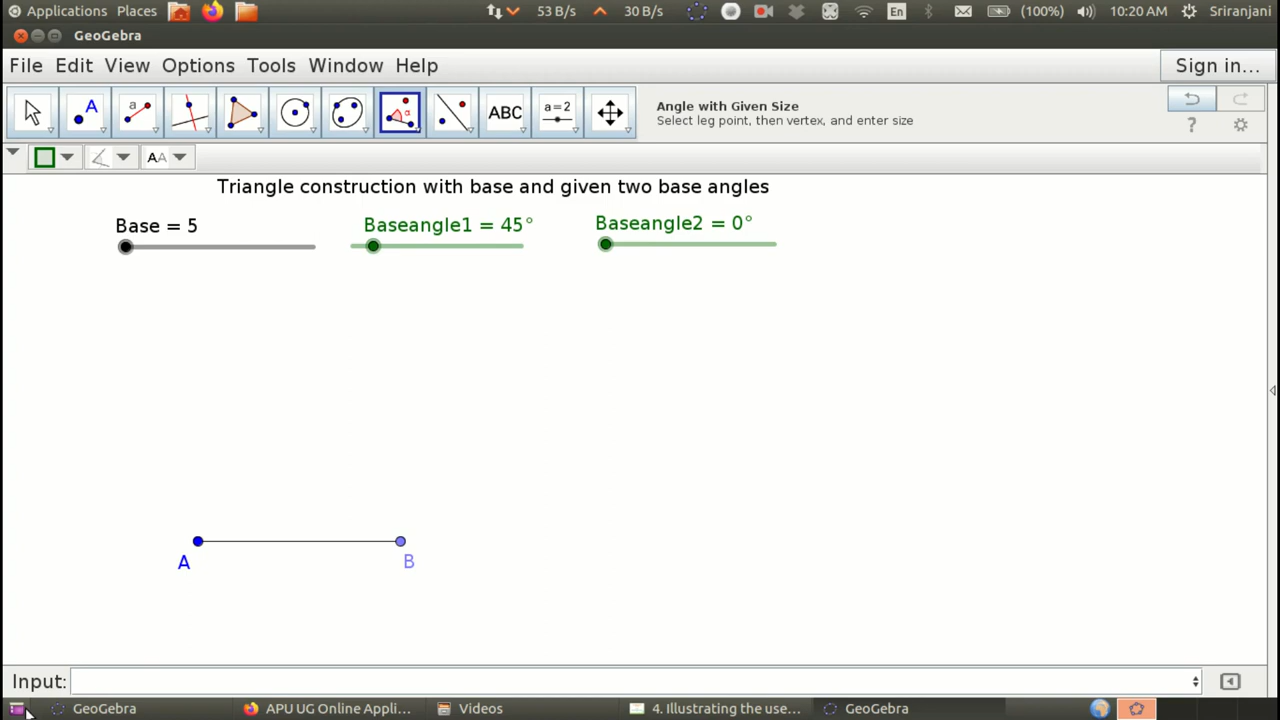 Applications Places 53 B/s 30 B/s En (100%) 10:20 AM Sriranjani
GeoGebra
File Edit View Options Tools Window Help Sign in...
A a α ABC a=2 Angle with Given Size
Select leg point, then vertex, and enter size ?
AA
Triangle construction with base and given two base angles
Base = 5 Baseangle1 = 45° Baseangle2 = 0°
A B
Input:
GeoGebra APU UG Online Appli... Videos 4. Illustrating the use... GeoGebra